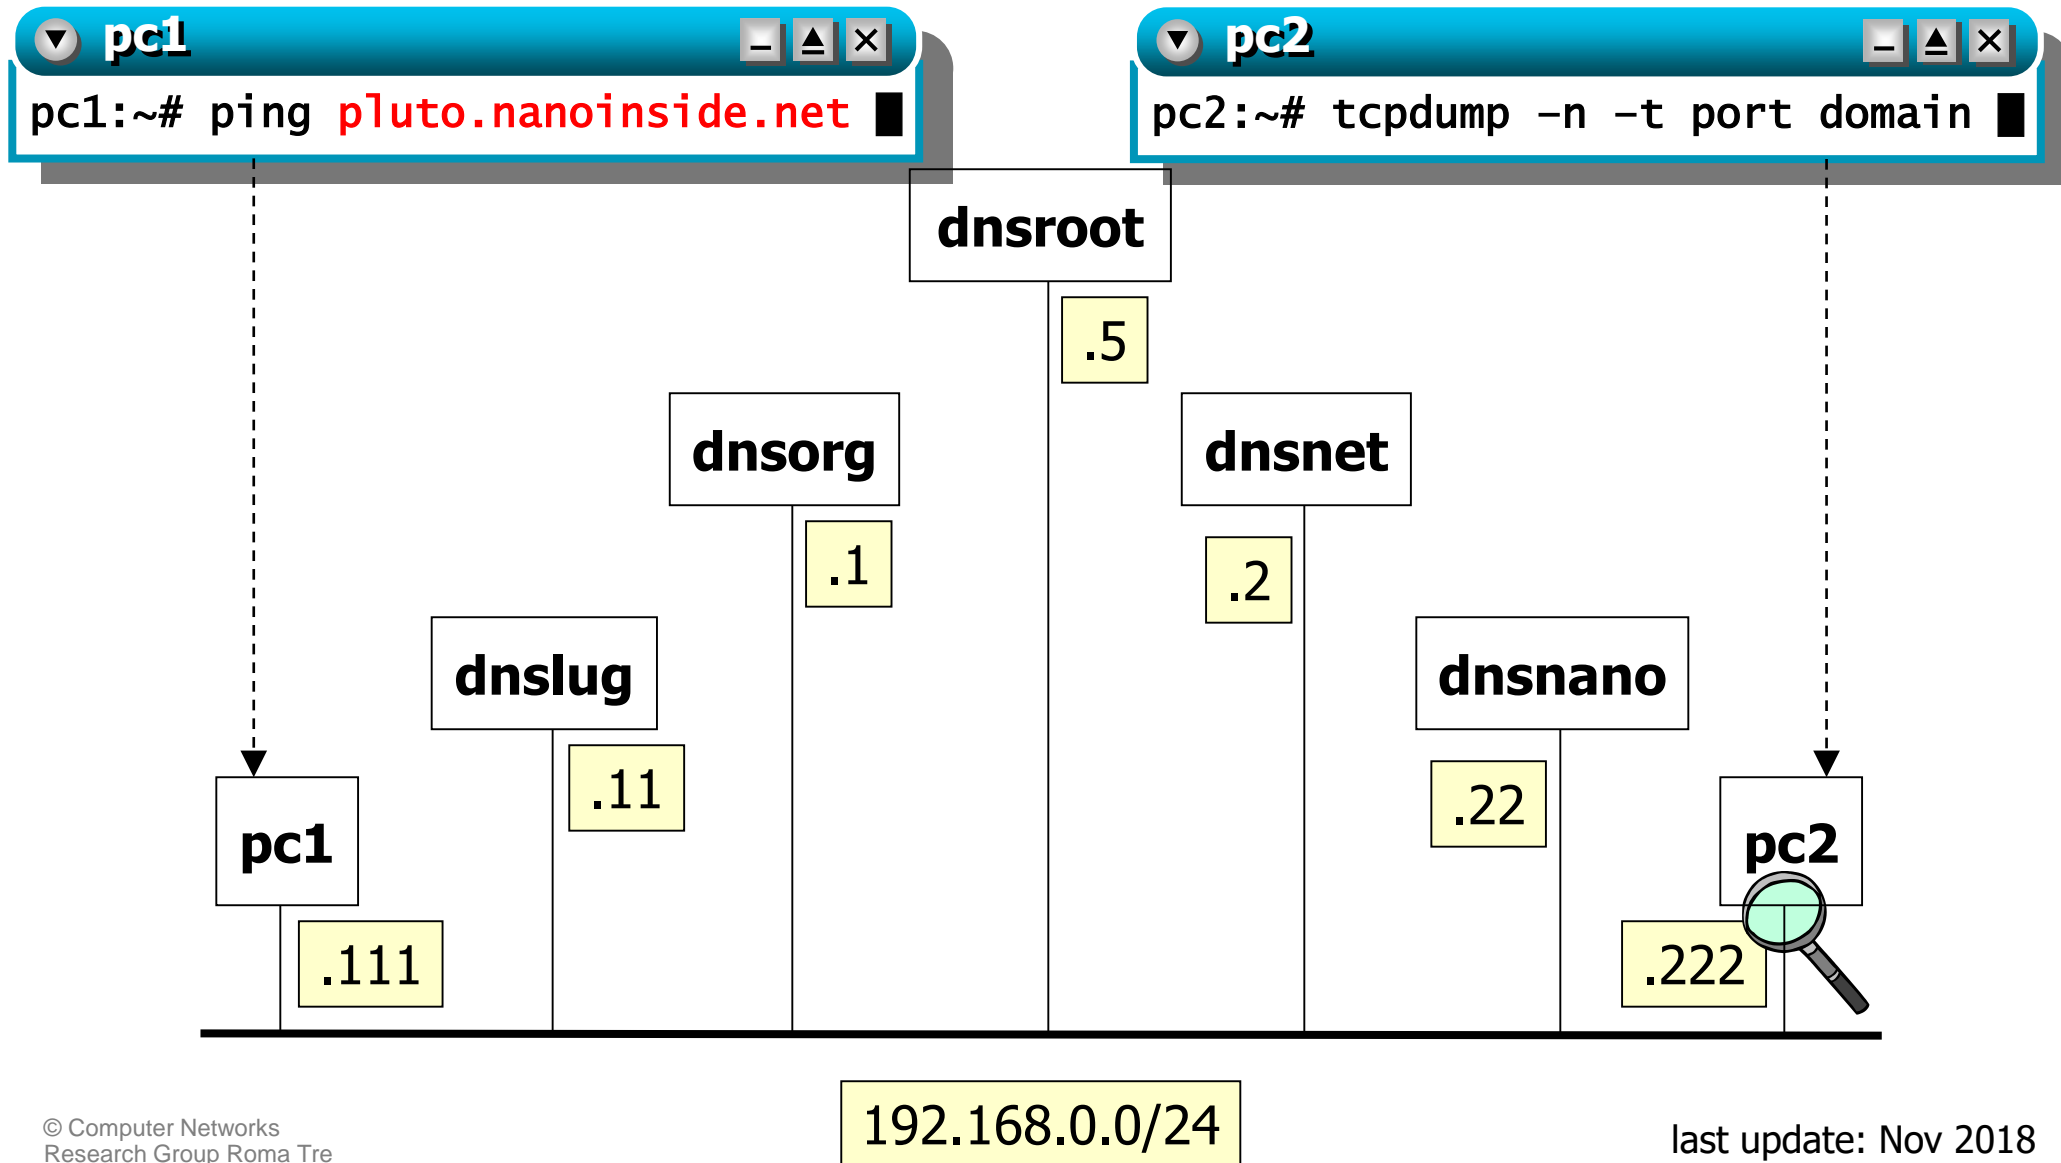 pc1
pc2
pc1:~# ping pluto.nanoinside.net
pc2:~# tcpdump –n –t port domain
dnsroot
.5
dnsorg
dnsnet
.1
.2
dnslug
dnsnano
.11
.22
pc1
pc2
.111
.222
192.168.0.0/24
© Computer Networks
Research Group Roma Tre
last update: Nov 2018